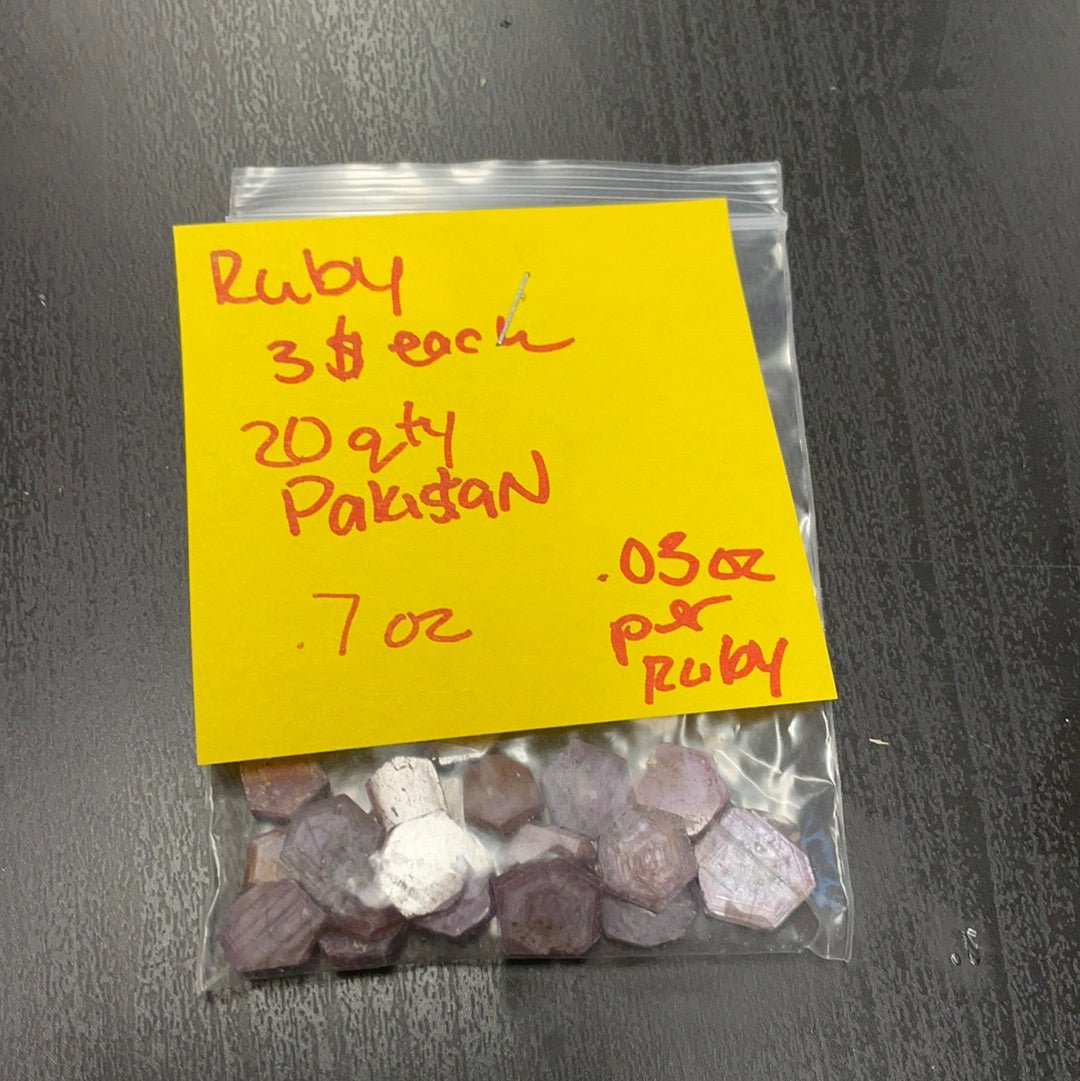 Ruby
3$ each
20 qty
Pakistan
.7 oz
.03 oz
per
Ruby